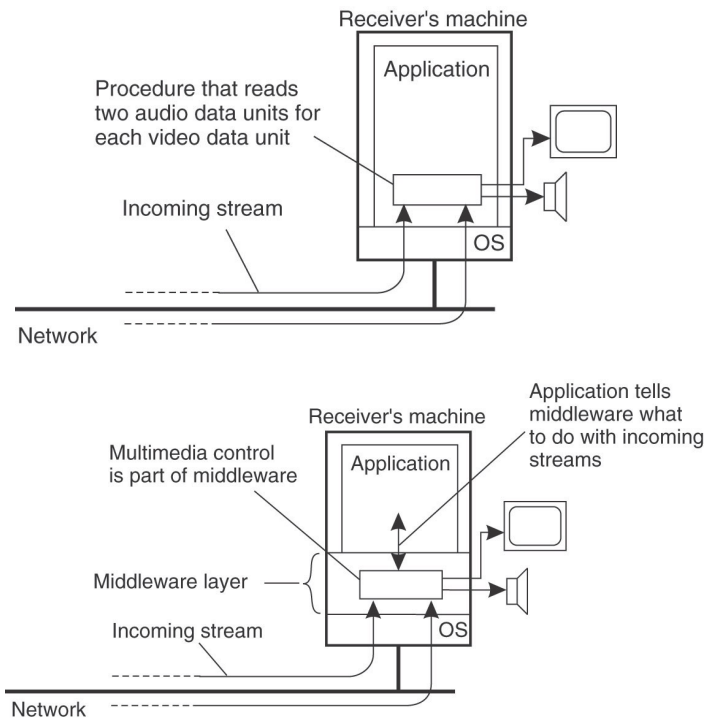 Receiver's machine
Application
Procedure that reads
two audio data units for
each video data unit
Incoming stream
OS
Network
Application tells
middleware what
to do with incoming
streams
Receiver's machine
Multimedia control
is part of middleware
Application
Middleware layer
Incoming stream
OS
Network